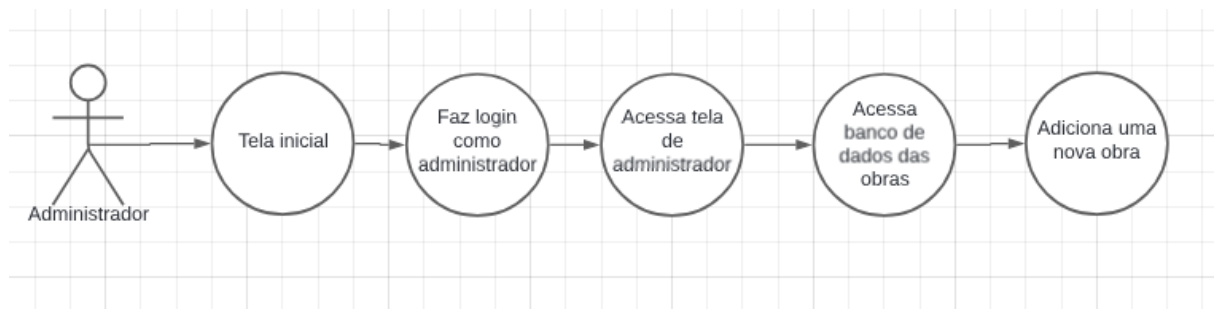 Administrador
Tela inicial
Faz login
como
administrador
Acessa tela
de
administrador
Acessa
banco de
dados das
obras
Adiciona uma
nova obra